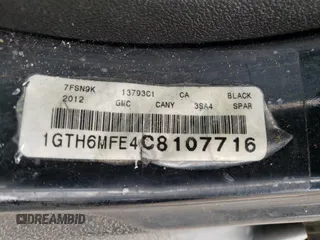 7FSN9K 13793C1 CA BLACK
2012 GMC CANY 3SA4 SPAR
1GTH6MFE4C8107716
DREAMBID